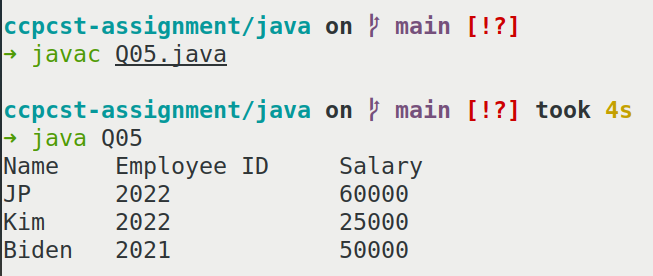 ccpcst-assignment/java on main [!?]
→ javac Q05.java
ccpcst-assignment/java on main [!?] took 4s
→ java Q05
Name    Employee ID     Salary
JP      2022            60000
Kim     2022            25000
Biden   2021            50000